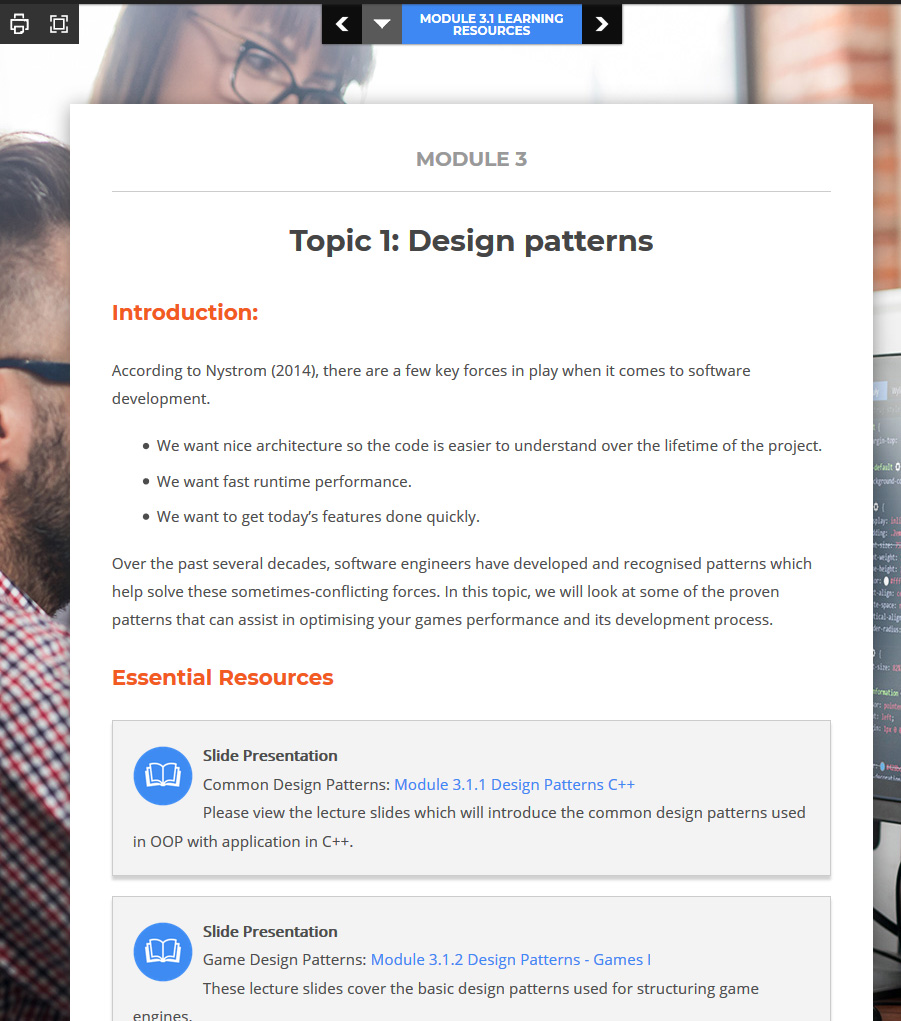 MODULE 3.1 LEARNING
RESOURCES
MODULE 3
Topic 1: Design patterns
Introduction:
According to Nystrom (2014), there are a few key forces in play when it comes to software
development.
We want nice architecture so the code is easier to understand over the lifetime of the project.
We want fast runtime performance.
We want to get today’s features done quickly.
Over the past several decades, software engineers have developed and recognised patterns which
help solve these sometimes-conflicting forces. In this topic, we will look at some of the proven
patterns that can assist in optimising your games performance and its development process.
Essential Resources
Slide Presentation
Common Design Patterns: Module 3.1.1 Design Patterns C++
Please view the lecture slides which will introduce the common design patterns used
in OOP with application in C++.
Slide Presentation
Game Design Patterns: Module 3.1.2 Design Patterns - Games I
These lecture slides cover the basic design patterns used for structuring game
engines.